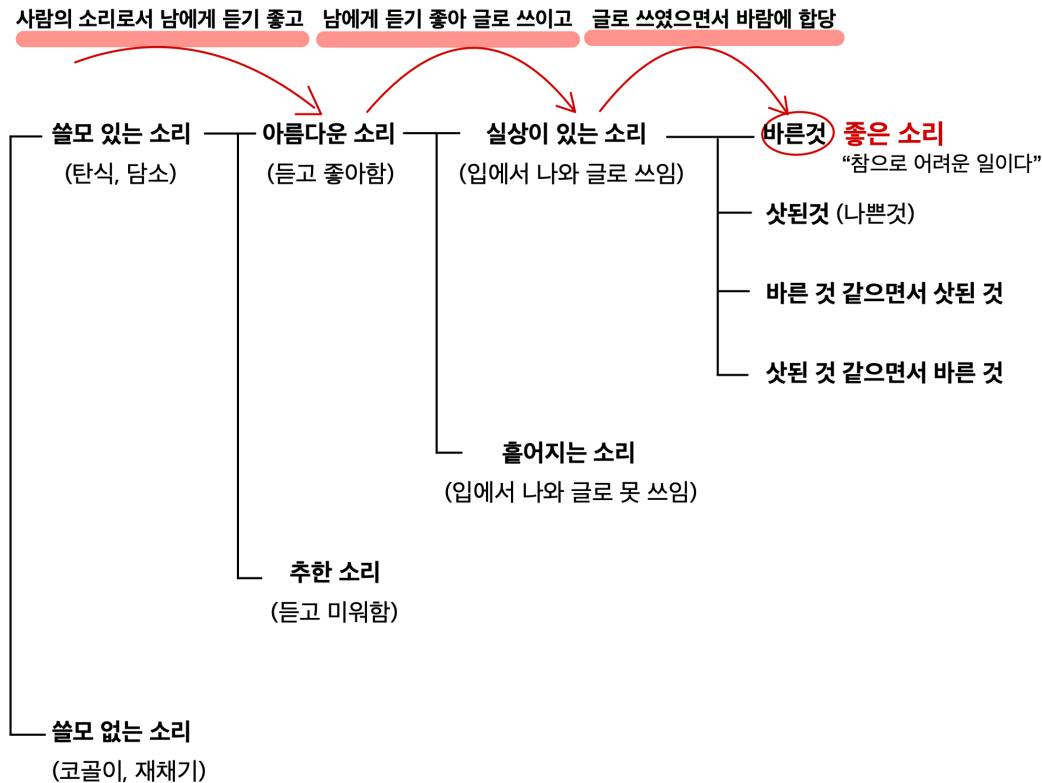 사람의 소리로서 남에게 듣기 좋고
남에게 듣기 좋아 글로 쓰이고
글로 쓰였으면서 바람에 합당
쓸모 있는 소리
(탄식, 담소)
아름다운 소리
(듣고 좋아함)
실상이 있는 소리
(입에서 나와 글로 쓰임)
바른것 좋은 소리
“참으로 어려운 일이다”
삿된것 (나쁜것)
바른 것 같으면서 삿된 것
삿된 것 같으면서 바른 것
흩어지는 소리
(입에서 나와 글로 못 쓰임)
추한 소리
(듣고 미워함)
쓸모 없는 소리
(코골이, 재채기)